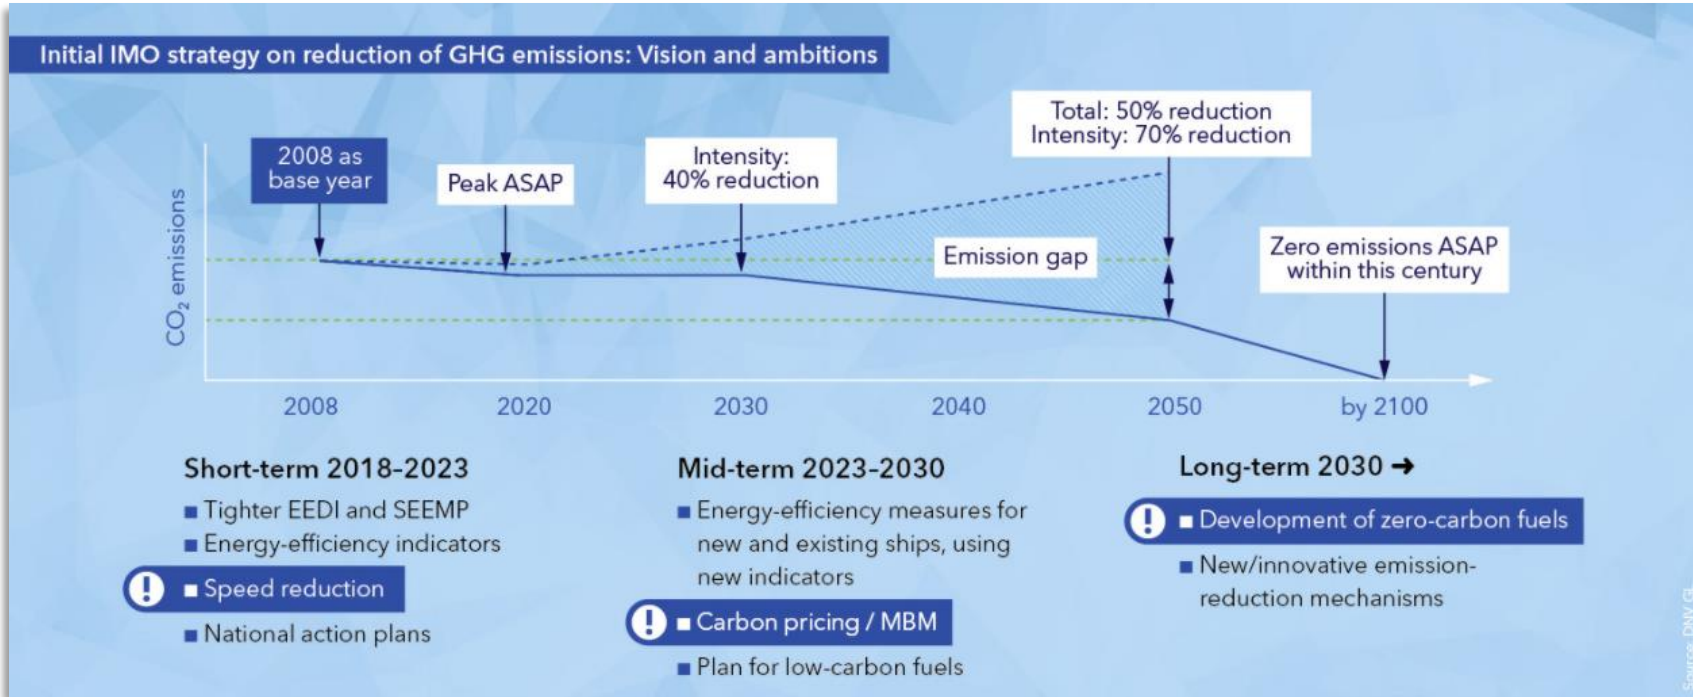 Initial IMO strategy on reduction of GHG emissions: Vision and ambitions
Total: 50% reduction
Intensity: 70% reduction
2008 as
base year
Peak ASAP
Intensity:
40% reduction
Emission gap
Zero emissions ASAP
within this century
CO₂ emissions
2008
2020
2030
2040
2050
by 2100
Short-term 2018–2023
■ Tighter EEDI and SEEMP
■ Energy-efficiency indicators
! ■ Speed reduction
■ National action plans
Mid-term 2023–2030
■ Energy-efficiency measures for
new and existing ships, using
new indicators
! ■ Carbon pricing / MBM
■ Plan for low-carbon fuels
Long-term 2030 ➜
! ■ Development of zero-carbon fuels
■ New/innovative emission-
reduction mechanisms
Source: DNV GL